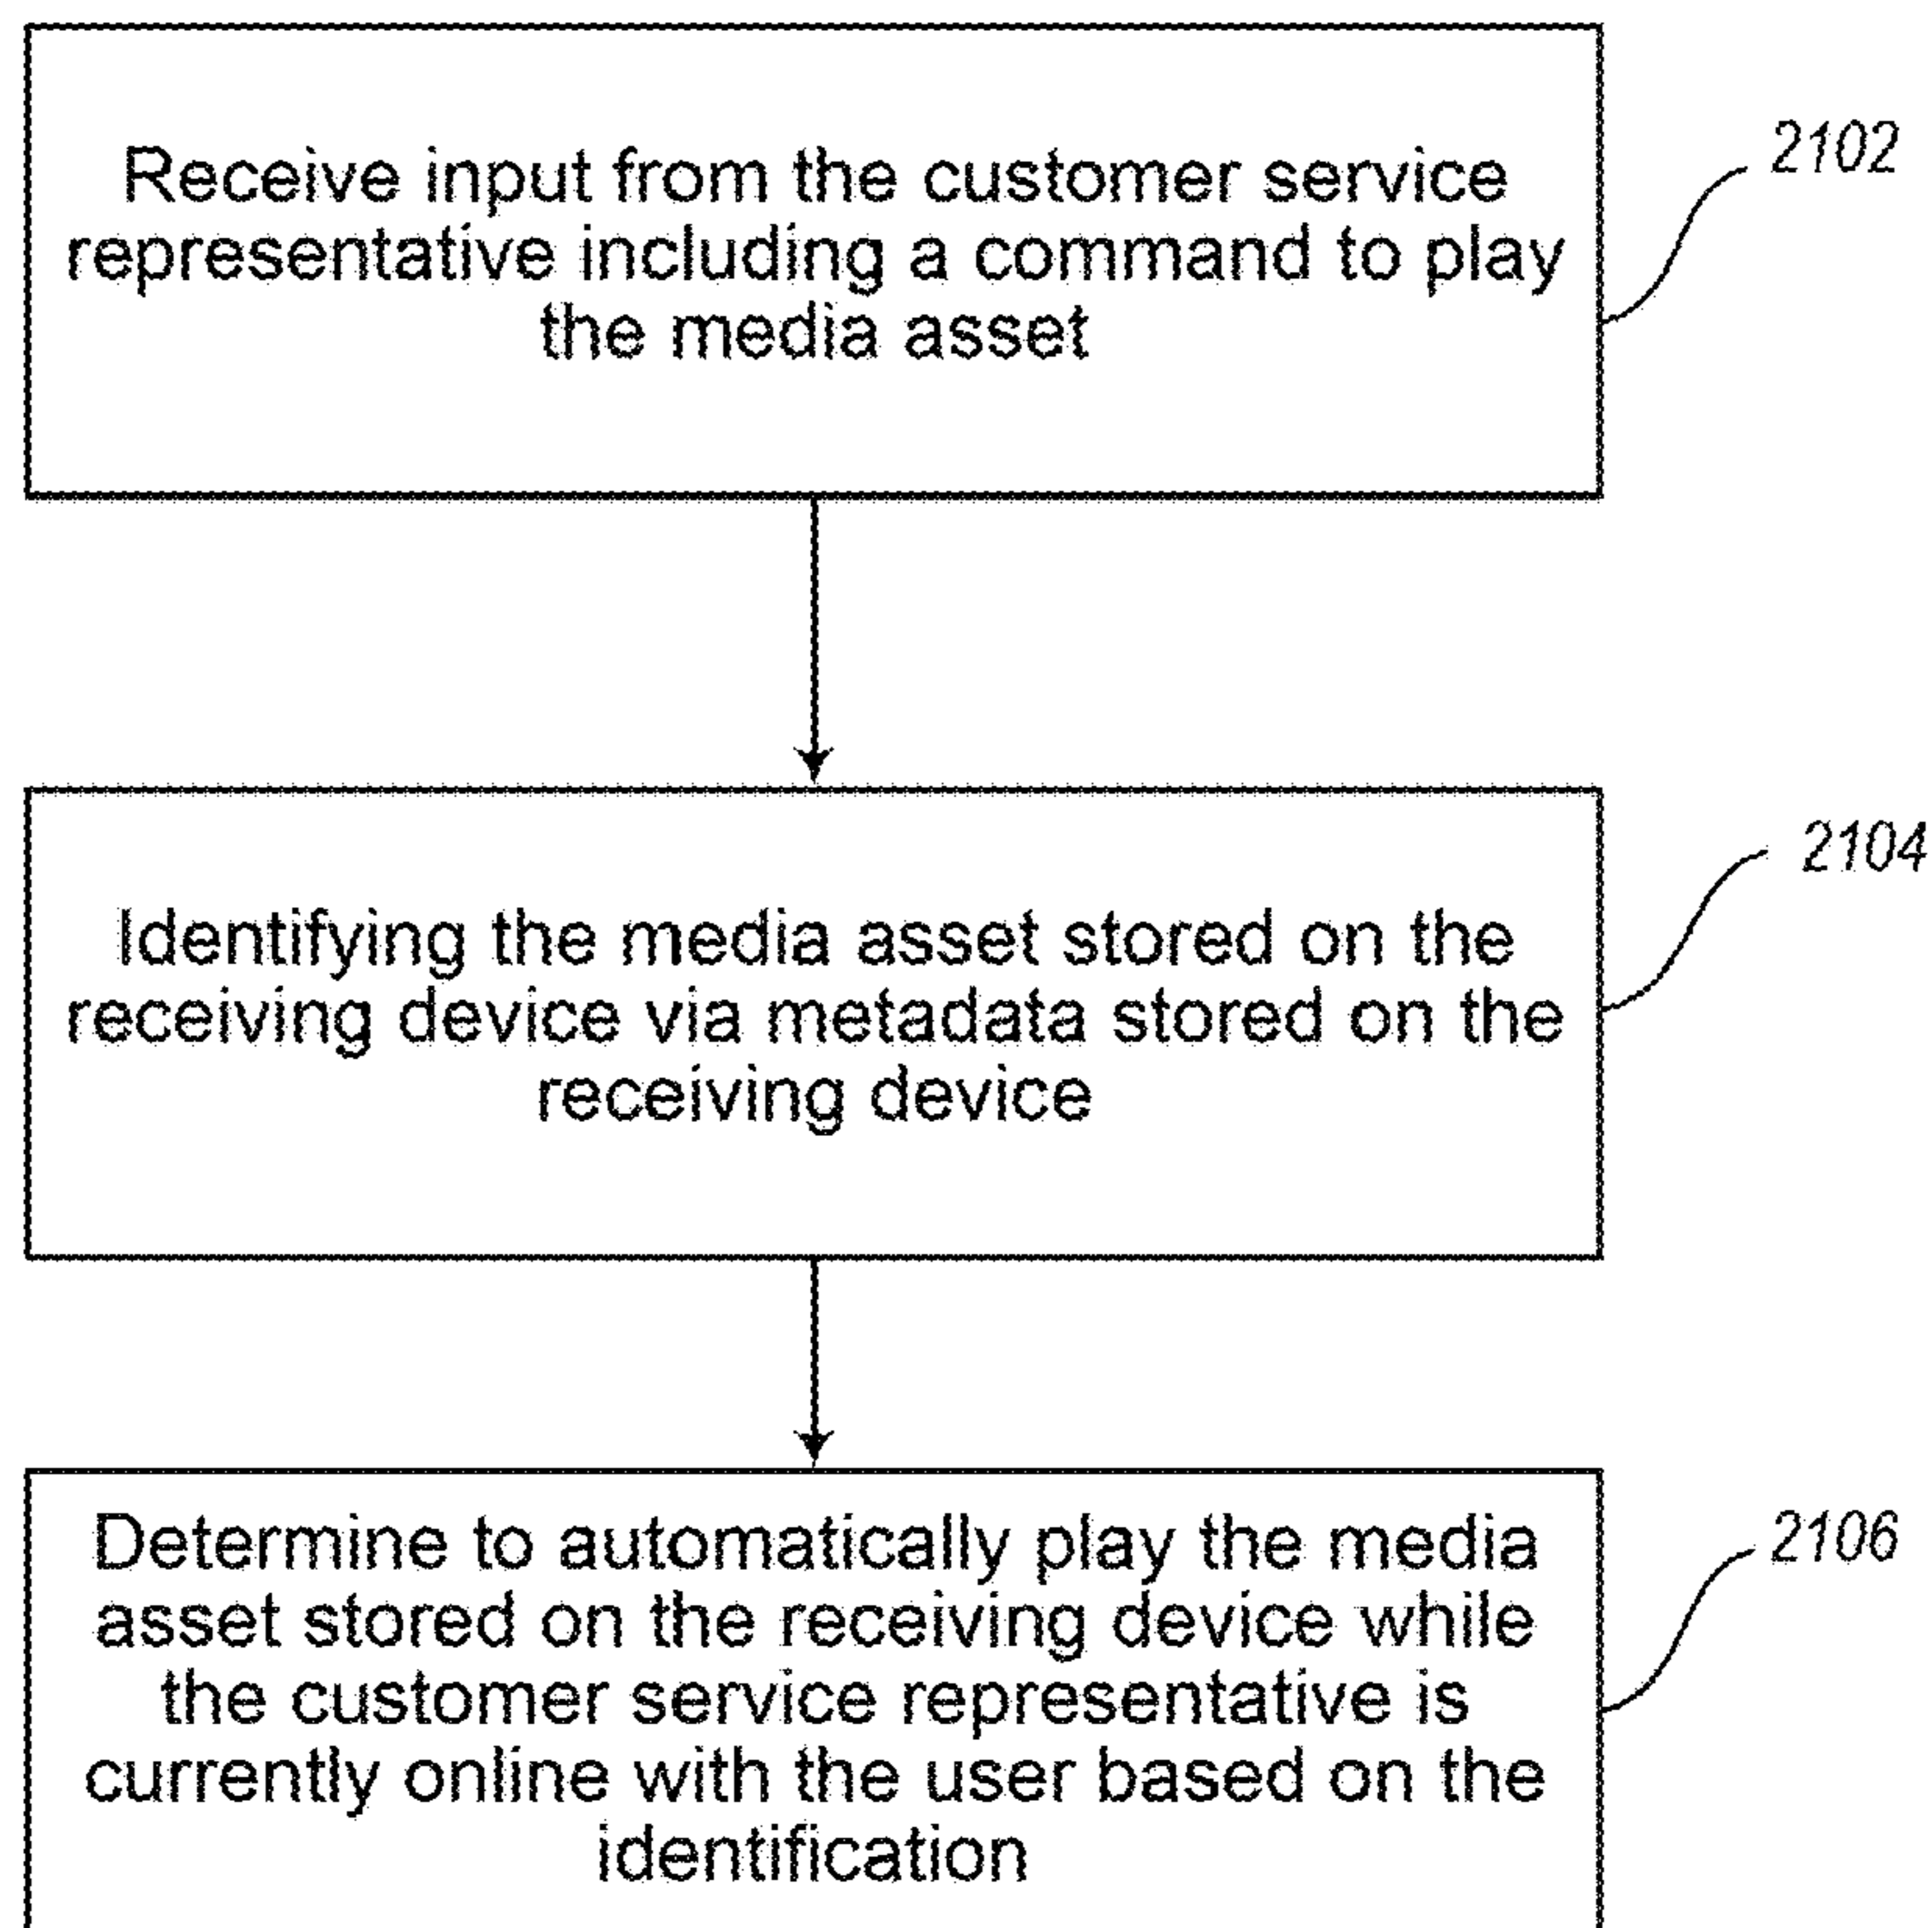 Receive input from the customer service
representative including a command to play
the media asset
2102
Identifying the media asset stored on the
receiving device via metadata stored on the
receiving device
2104
Determine to automatically play the media
asset stored on the receiving device while
the customer service representative is
currently online with the user based on the
identification
2106